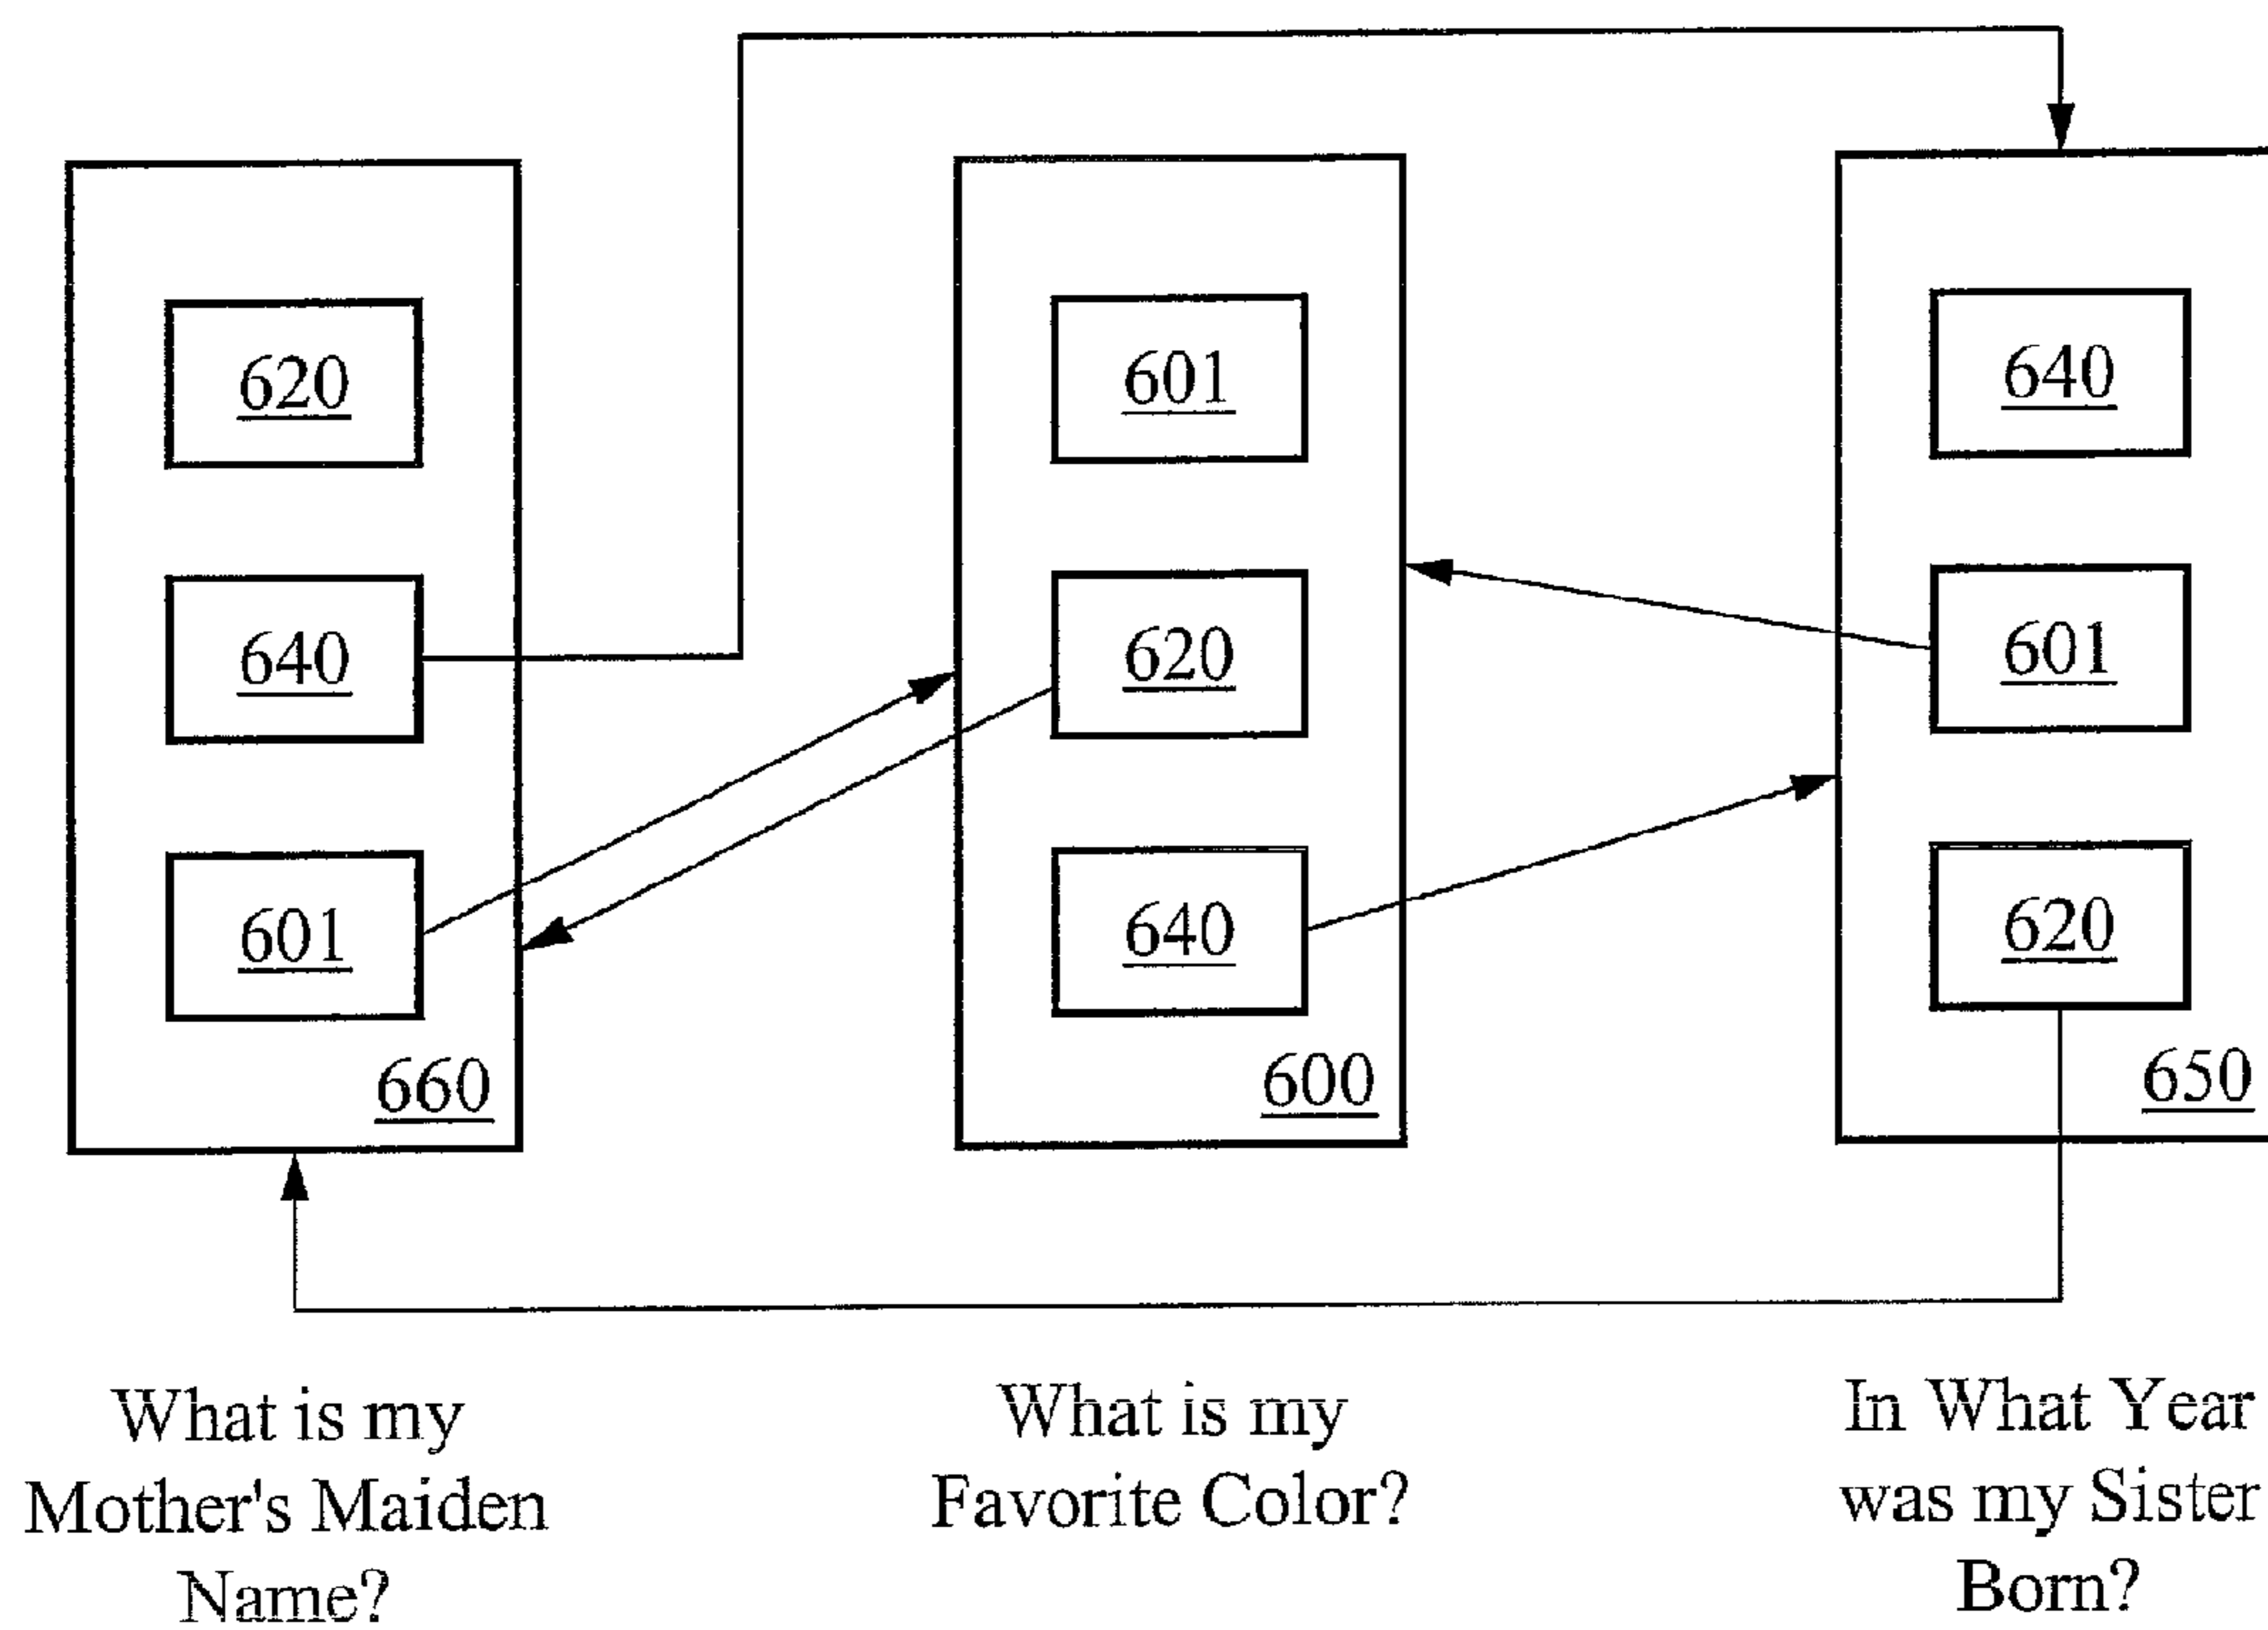 620
640
601
660
601
620
640
600
640
601
620
650
What is my
Mother's Maiden
Name?
What is my
Favorite Color?
In What Year
was my Sister
Born?